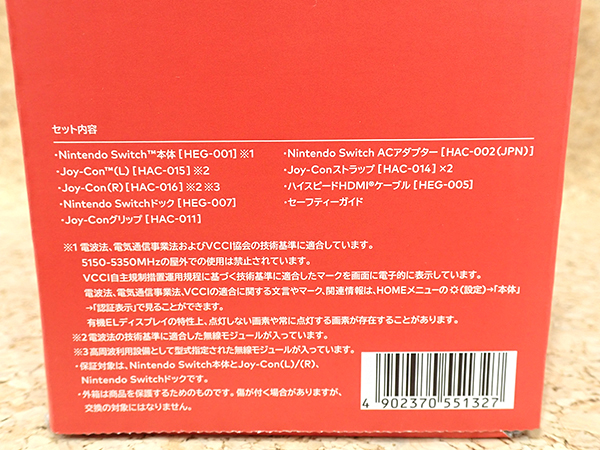 セット内容
・Nintendo Switch™本体 [HEG-001] ※1
・Joy-Con™(L) [HAC-015] ※2
・Joy-Con(R) [HAC-016] ※2 ※3
・Nintendo Switchドック [HEG-007]
・Joy-Conグリップ [HAC-011]
・Nintendo Switch ACアダプター [HAC-002(JPN)]
・Joy-Conストラップ [HAC-014] ×2
・ハイスピードHDMI®ケーブル [HEG-005]
・セーフティーガイド
※1 電波法、電気通信事業法およびVCCI協会の技術基準に適合しています。
5150-5350MHzの屋外での使用は禁止されています。
VCCI自主規制措置運用規程に基づく技術基準に適合したマークを画面に電子的に表示しています。
電波法、電気通信事業法、VCCIの適合に関する文言やマーク、関連情報は、HOMEメニューの(設定)→「本体」
→「認証表示」で見ることができます。
有機ELディスプレイの特性上、点灯しない画素や常に点灯する画素が存在することがあります。
※2 電波法の技術基準に適合した無線モジュールが入っています。
※3 高周波利用設備として型式指定された無線モジュールが入っています。
・保証対象は、Nintendo Switch本体とJoy-Con(L)/(R)、
Nintendo Switchドックです。
・外箱は商品を保護するためのものです。傷が付く場合がありますが、
交換の対象にはなりません。
4 902370 551327